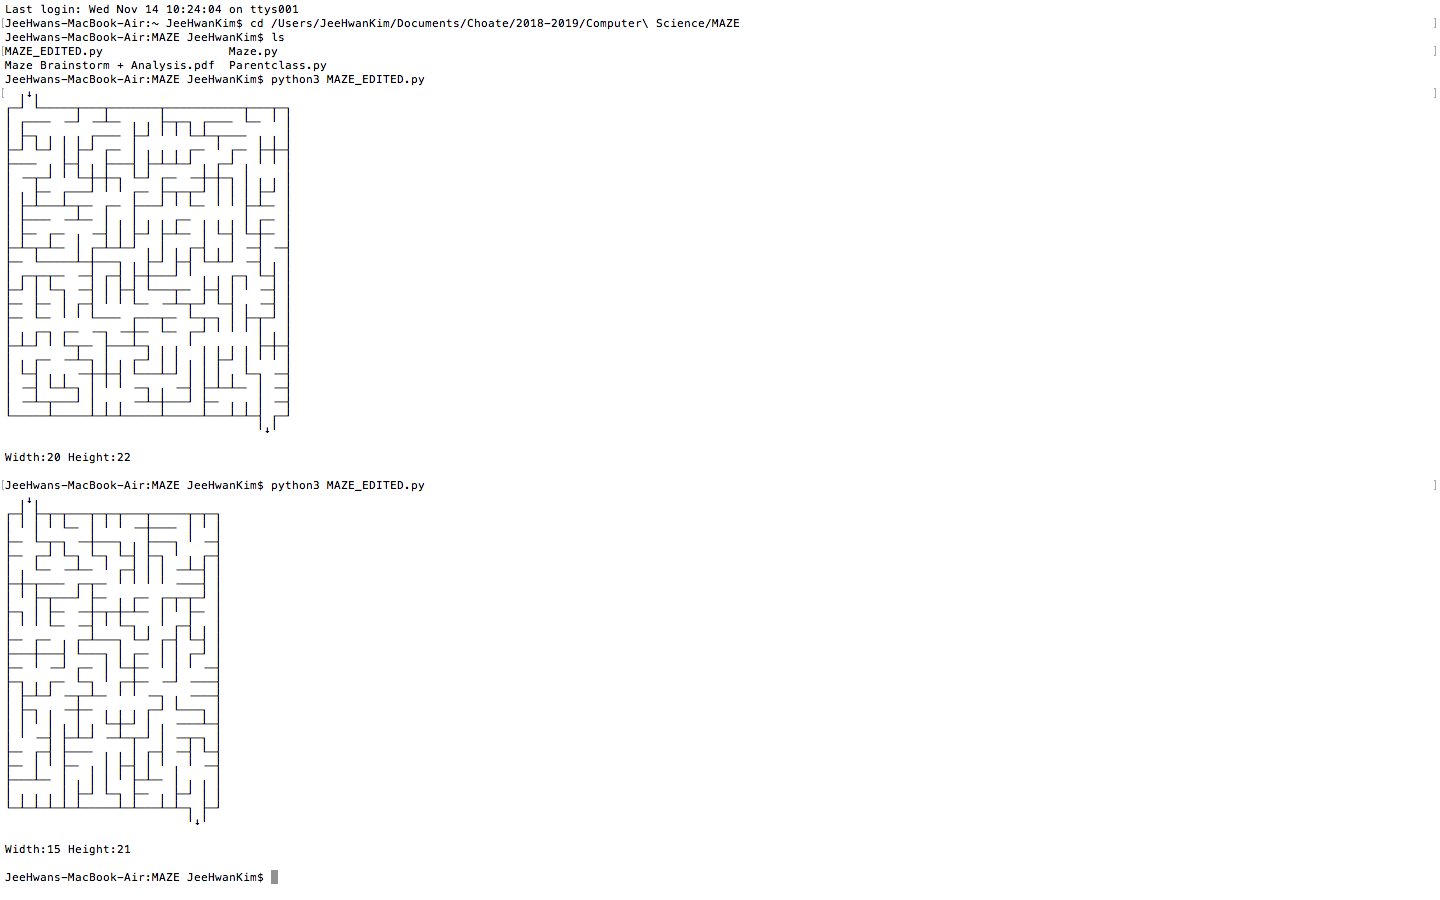 Last login: Wed Nov 14 10:24:04 on ttys001
[JeeHwans-MacBook-Air:~ JeeHwanKim$ cd /Users/JeeHwanKim/Documents/Choate/2018-2019/Computer\ Science/MAZE ]
JeeHwans-MacBook-Air:MAZE JeeHwanKim$ ls
[MAZE_EDITED.py Maze.py ]
Maze Brainstorm + Analysis.pdf Parentclass.py
JeeHwans-MacBook-Air:MAZE JeeHwanKim$ python3 MAZE_EDITED.py
[ ↓ ]
↓
Width:20 Height:22
[JeeHwans-MacBook-Air:MAZE JeeHwanKim$ python3 MAZE_EDITED.py ]
↓
↓
Width:15 Height:21
JeeHwans-MacBook-Air:MAZE JeeHwanKim$